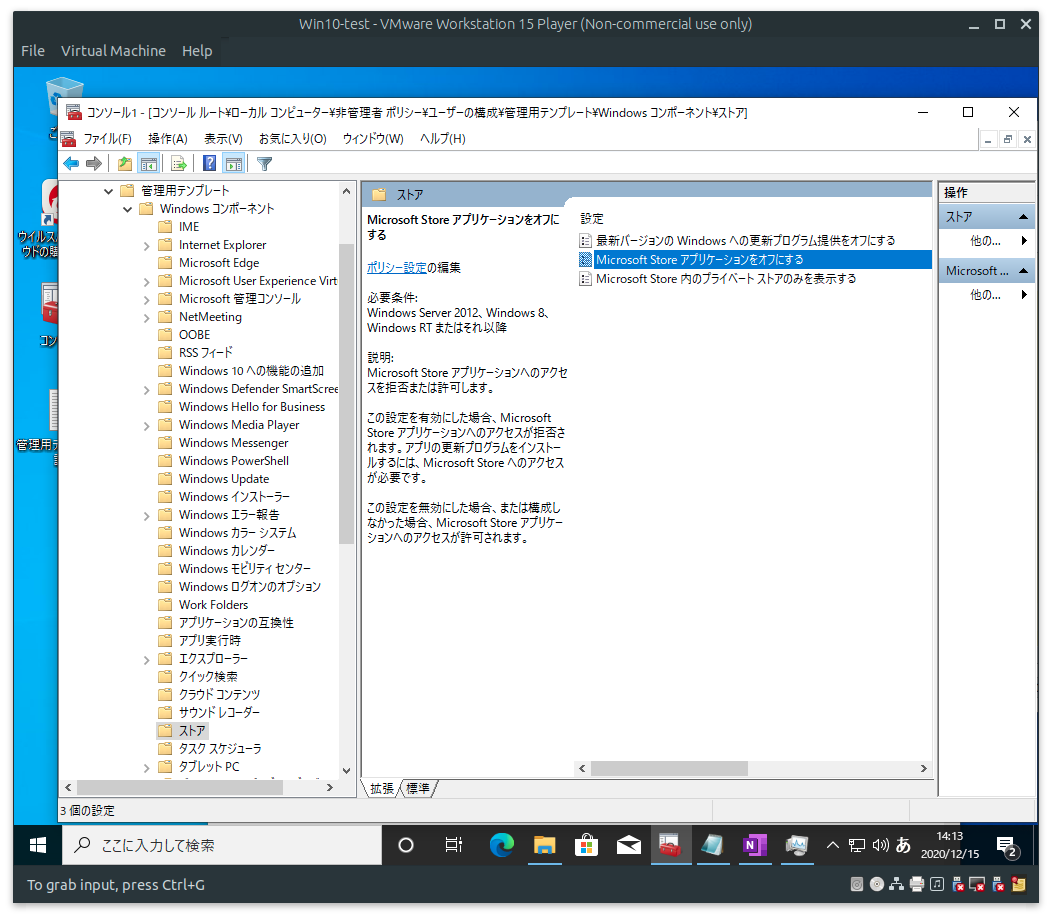 Win10-test - VMware Workstation 15 Player (Non-commercial use only)
File Virtual Machine Help
コンソール1 - [コンソール ルート¥ローカル コンピューター¥非管理者 ポリシー¥ユーザーの構成¥管理用テンプレート¥Windows コンポーネント¥ストア]
ファイル(F) 操作(A) 表示(V) お気に入り(O) ウィンドウ(W) ヘルプ(H)
管理用テンプレート
Windows コンポーネント
IME
Internet Explorer
Microsoft Edge
Microsoft User Experience Virt
Microsoft 管理コンソール
NetMeeting
OOBE
RSS フィード
Windows 10 への機能の追加
Windows Defender SmartScree
Windows Hello for Business
Windows Media Player
Windows Messenger
Windows PowerShell
Windows Update
Windows インストーラー
Windows エラー報告
Windows カラー システム
Windows カレンダー
Windows モビリティ センター
Windows ログオンのオプション
Work Folders
アプリケーションの互換性
アプリ実行時
エクスプローラー
クイック検索
クラウド コンテンツ
サウンド レコーダー
ストア
タスク スケジューラ
タブレット PC
ストア
Microsoft Store アプリケーションをオフに
する
ポリシー設定の編集
必要条件:
Windows Server 2012、Windows 8、
Windows RT またはそれ以降
説明:
Microsoft Store アプリケーションへのアクセ
スを拒否または許可します。
この設定を有効にした場合、Microsoft
Store アプリケーションへのアクセスが拒否さ
れます。アプリの更新プログラムをインストー
ルするには、Microsoft Store へのアクセス
が必要です。
この設定を無効にした場合、または構成し
なかった場合、Microsoft Store アプリケー
ションへのアクセスが許可されます。
設定
最新バージョンの Windows への更新プログラム提供をオフにする
Microsoft Store アプリケーションをオフにする
Microsoft Store 内のプライベート ストアのみを表示する
拡張 標準
操作
ストア
他の...
Microsoft ...
他の...
3 個の設定
ここに入力して検索
あ
14:13
2020/12/15
2
To grab input, press Ctrl+G